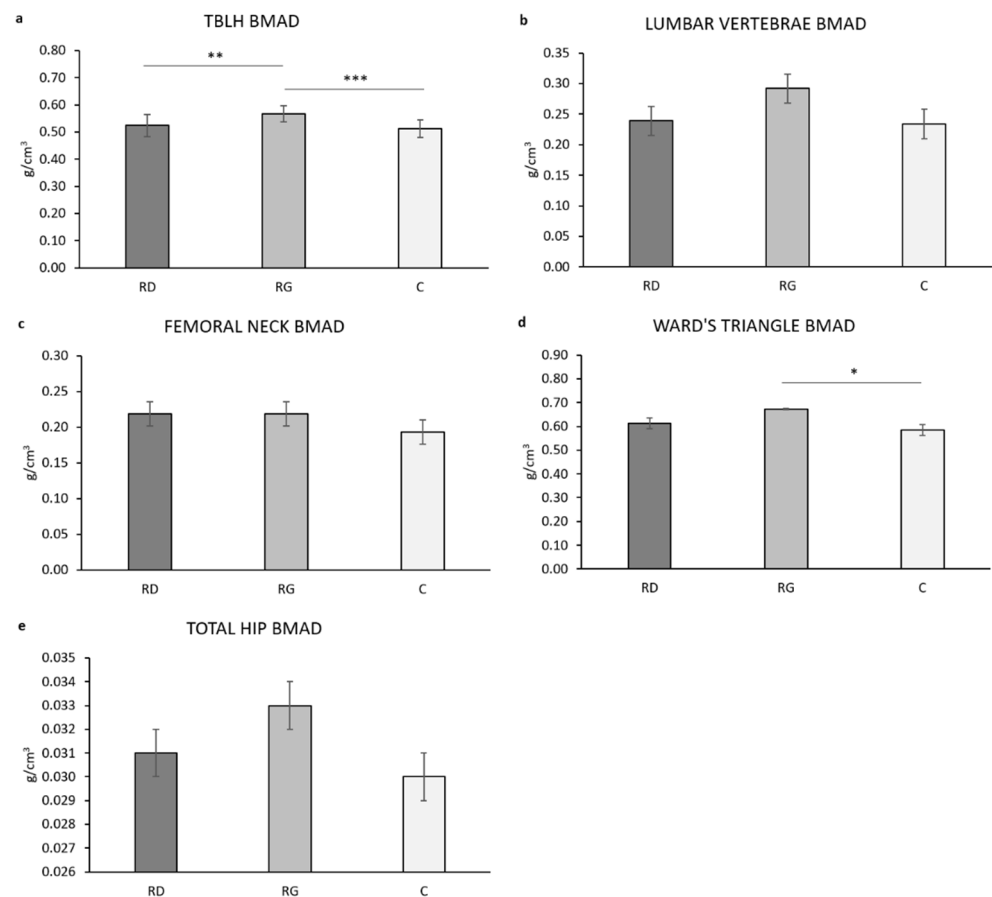 a
TBLH BMAD
0.80
0.70
0.60
0.50
0.40
0.30
0.20
0.10
0.00
g/cm³
**
***
RD RG C
b
LUMBAR VERTEBRAE BMAD
0.35
0.30
0.25
0.20
0.15
0.10
0.05
0.00
g/cm³
RD RG C
c
FEMORAL NECK BMAD
0.30
0.25
0.20
0.15
0.10
0.05
0.00
g/cm³
RD RG C
d
WARD'S TRIANGLE BMAD
0.90
0.80
0.70
0.60
0.50
0.40
0.30
0.20
0.10
0.00
g/cm³
*
RD RG C
e
TOTAL HIP BMAD
0.035
0.034
0.033
0.032
0.031
0.030
0.029
0.028
0.027
0.026
g/cm³
RD RG C